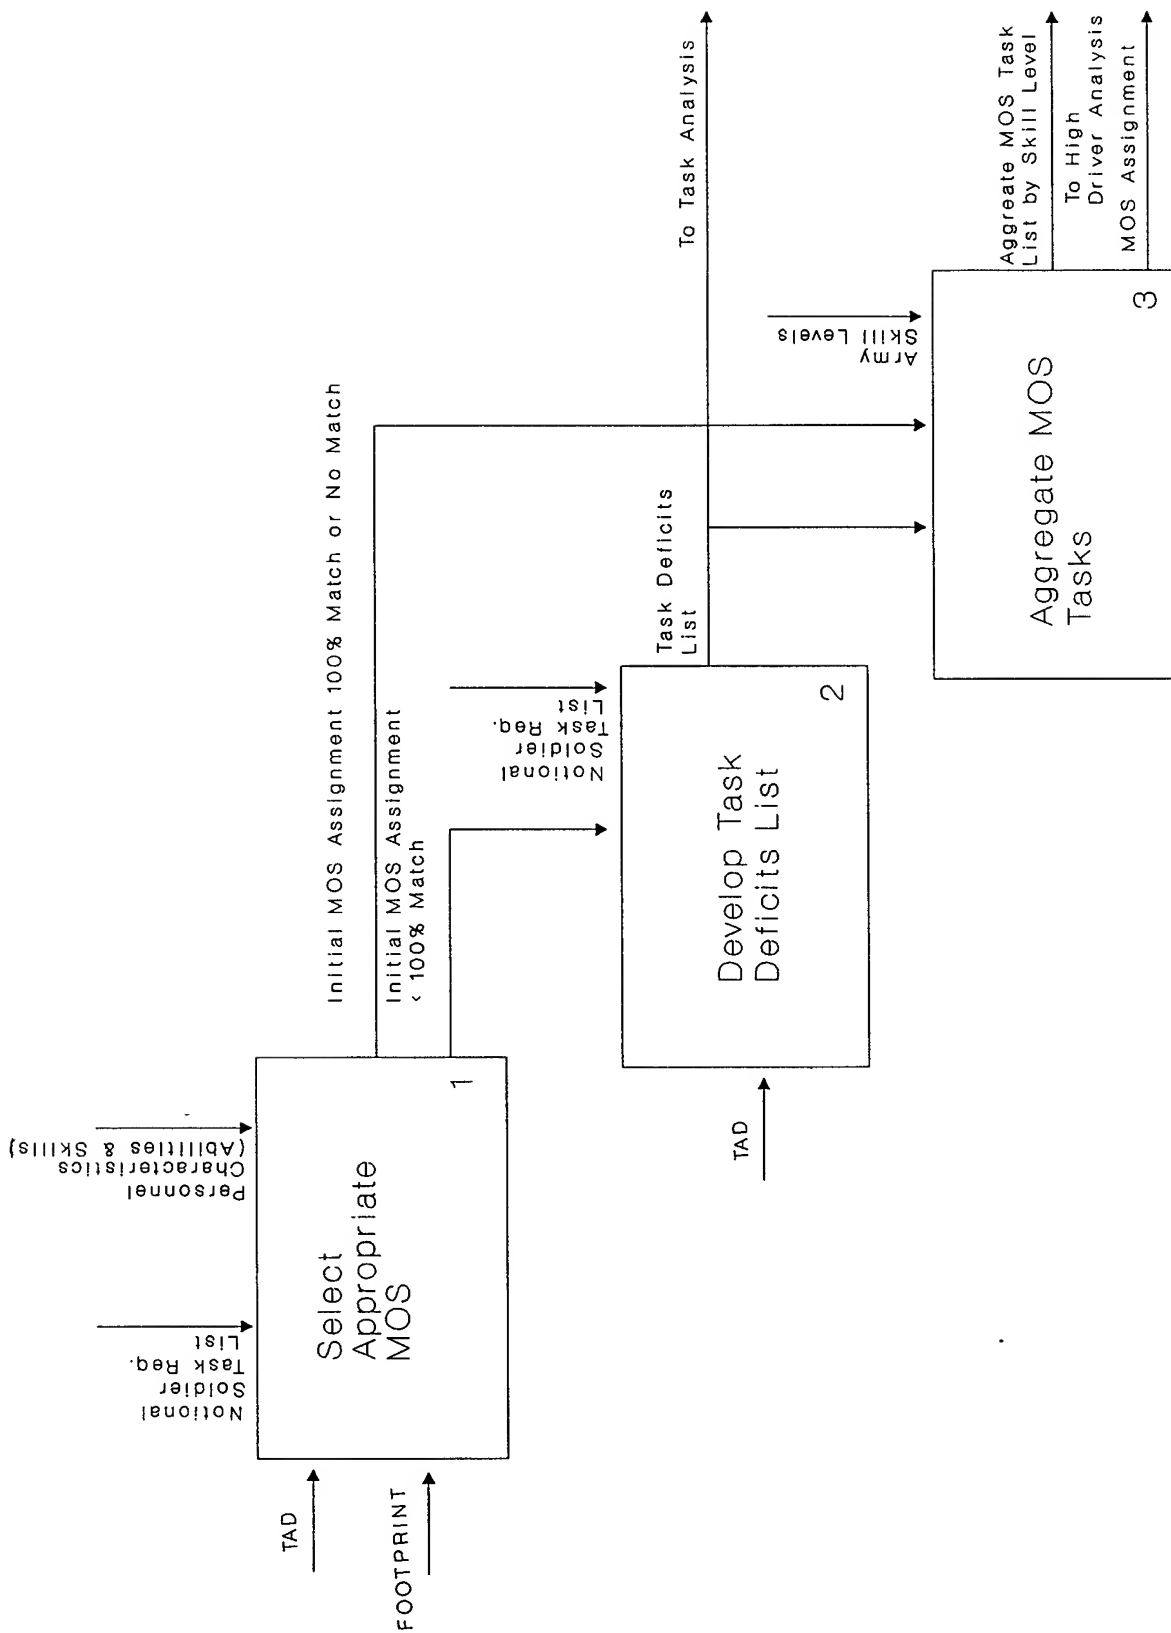 Personnel
Characteristics
(Abilities & Skills)
Notional
Soldier
Task Req.
List
TAD
FOOTPRINT
Select
Appropriate
MOS
1
Initial MOS Assignment 100% Match or No Match
Initial MOS Assignment
< 100% Match
Notional
Soldier
Task Req.
List
TAD
Develop Task
Deficits List
2
Task Deficits
List
To Task Analysis
Army
Skill Levels
Aggregate MOS
Tasks
3
Aggreate MOS Task
List by Skill Level
To High
Driver Analysis
MOS Assignment